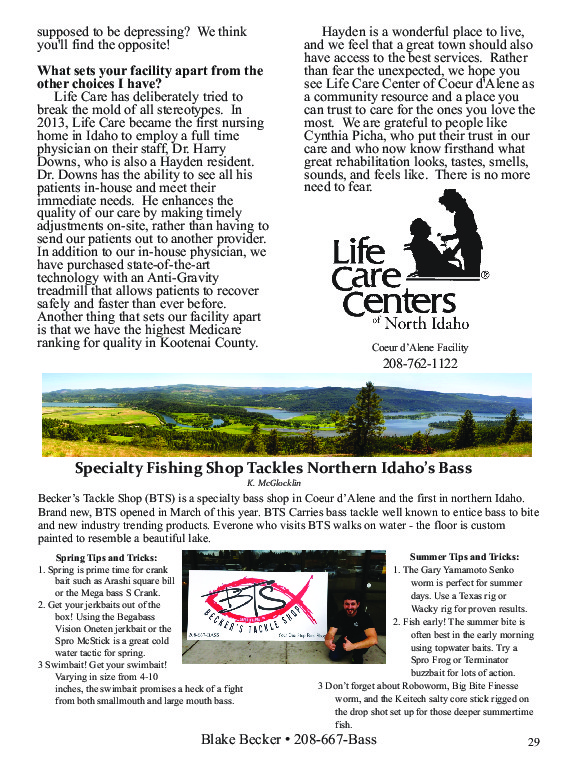 supposed to be depressing?  We think
you'll find the opposite!
What sets your facility apart from the
other choices I have?
Life Care has deliberately tried to
break the mold of all stereotypes.  In
2013, Life Care became the first nursing
home in Idaho to employ a full time
physician on their staff, Dr. Harry
Downs, who is also a Hayden resident.
Dr. Downs has the ability to see all his
patients in-house and meet their
immediate needs.  He enhances the
quality of our care by making timely
adjustments on-site, rather than having to
send our patients out to another provider.
In addition to our in-house physician, we
have purchased state-of-the-art
technology with an Anti-Gravity
treadmill that allows patients to recover
safely and faster than ever before.
Another thing that sets our facility apart
is that we have the highest Medicare
ranking for quality in Kootenai County.
Hayden is a wonderful place to live,
and we feel that a great town should also
have access to the best services.  Rather
than fear the unexpected, we hope you
see Life Care Center of Coeur d'Alene as
a community resource and a place you
can trust to care for the ones you love the
most.  We are grateful to people like
Cynthia Picha, who put their trust in our
care and who now know firsthand what
great rehabilitation looks, tastes, smells,
sounds, and feels like.  There is no more
need to fear.
Life
Care
Centers ®
of North Idaho
Coeur d'Alene Facility
208-762-1122
Specialty Fishing Shop Tackles Northern Idaho's Bass
K. McGlocklin
Becker's Tackle Shop (BTS) is a specialty bass shop in Coeur d'Alene and the first in northern Idaho.
Brand new, BTS opened in March of this year. BTS Carries bass tackle well known to entice bass to bite
and new industry trending products. Everone who visits BTS walks on water - the floor is custom
painted to resemble a beautiful lake.
Spring Tips and Tricks:
1. Spring is prime time for crank
bait such as Arashi square bill
or the Mega bass S Crank.
2. Get your jerkbaits out of the
box! Using the Begabass
Vision Oneten jerkbait or the
Spro McStick is a great cold
water tactic for spring.
3 Swimbait! Get your swimbait!
Varying in size from 4-10
inches, the swimbait promises a heck of a fight
from both smallmouth and large mouth bass.
BTS
BECKER'S TACKLE SHOP
208-667-BASS
Your One Stop Bass Shop
Summer Tips and Tricks:
1. The Gary Yamamoto Senko
worm is perfect for summer
days. Use a Texas rig or
Wacky rig for proven results.
2. Fish early! The summer bite is
often best in the early morning
using topwater baits. Try a
Spro Frog or Terminator
buzzbait for lots of action.
3 Don't forget about Roboworm, Big Bite Finesse
worm, and the Keitech salty core stick rigged on
the drop shot set up for those deeper summertime
fish.
Blake Becker • 208-667-Bass
29